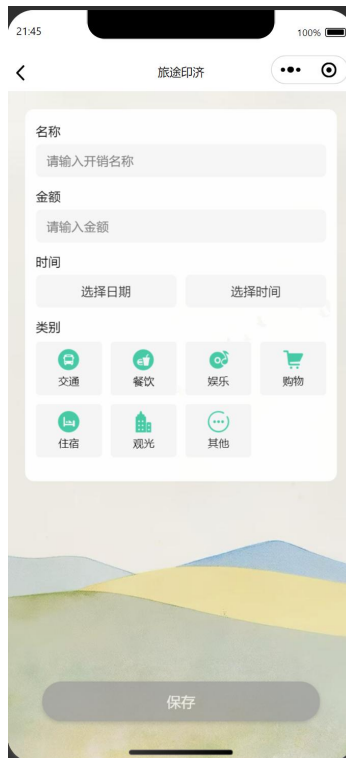 21:45 100%
旅途印济
名称
请输入开销名称
金额
请输入金额
时间
选择日期 选择时间
类别
交通 餐饮 娱乐 购物
住宿 观光 其他
保存